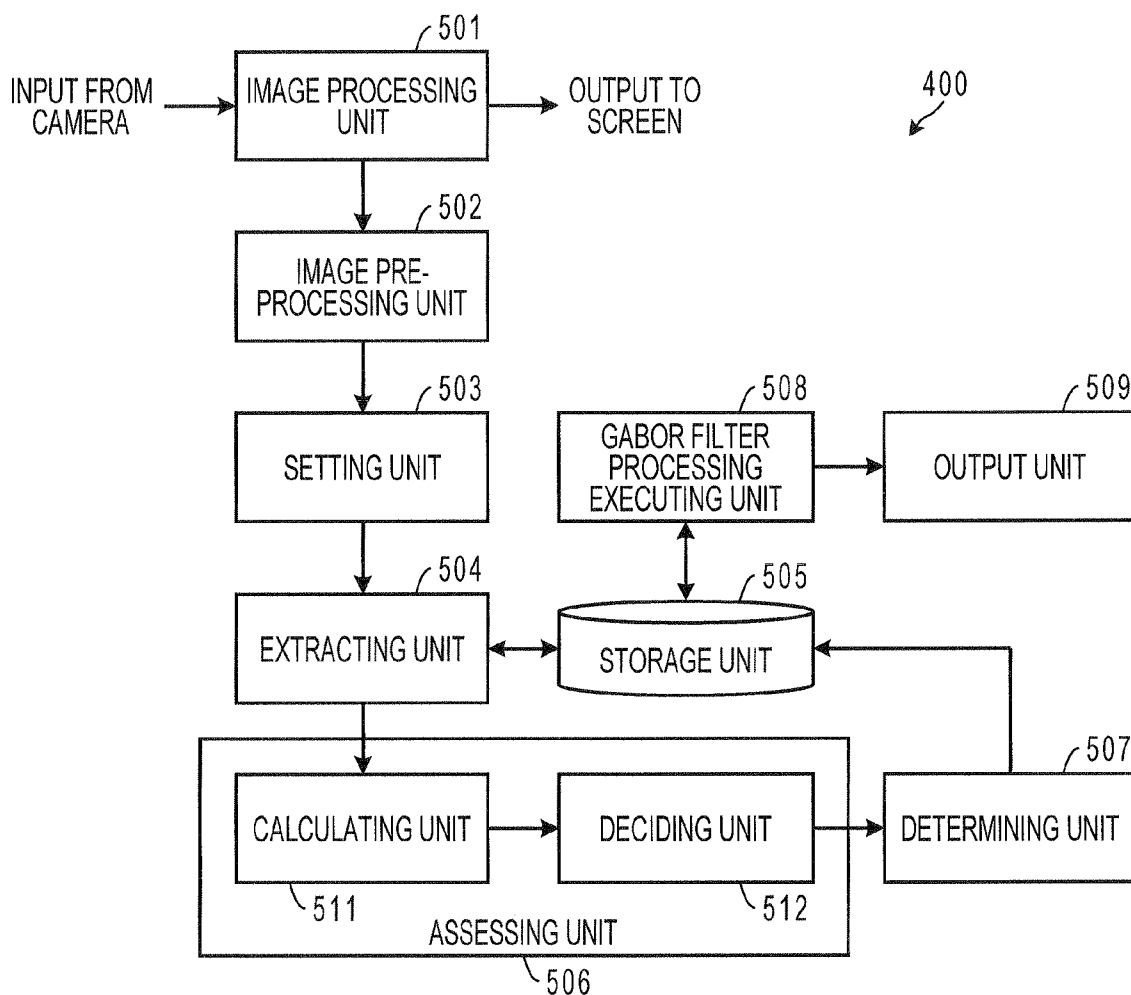 501
INPUT FROM
CAMERA
IMAGE PROCESSING
UNIT
OUTPUT TO
SCREEN
400
502
IMAGE PRE-
PROCESSING UNIT
503
SETTING UNIT
508
GABOR FILTER
PROCESSING
EXECUTING UNIT
509
OUTPUT UNIT
504
EXTRACTING UNIT
505
STORAGE UNIT
507
CALCULATING UNIT
DECIDING UNIT
DETERMINING UNIT
511
512
ASSESSING UNIT
506